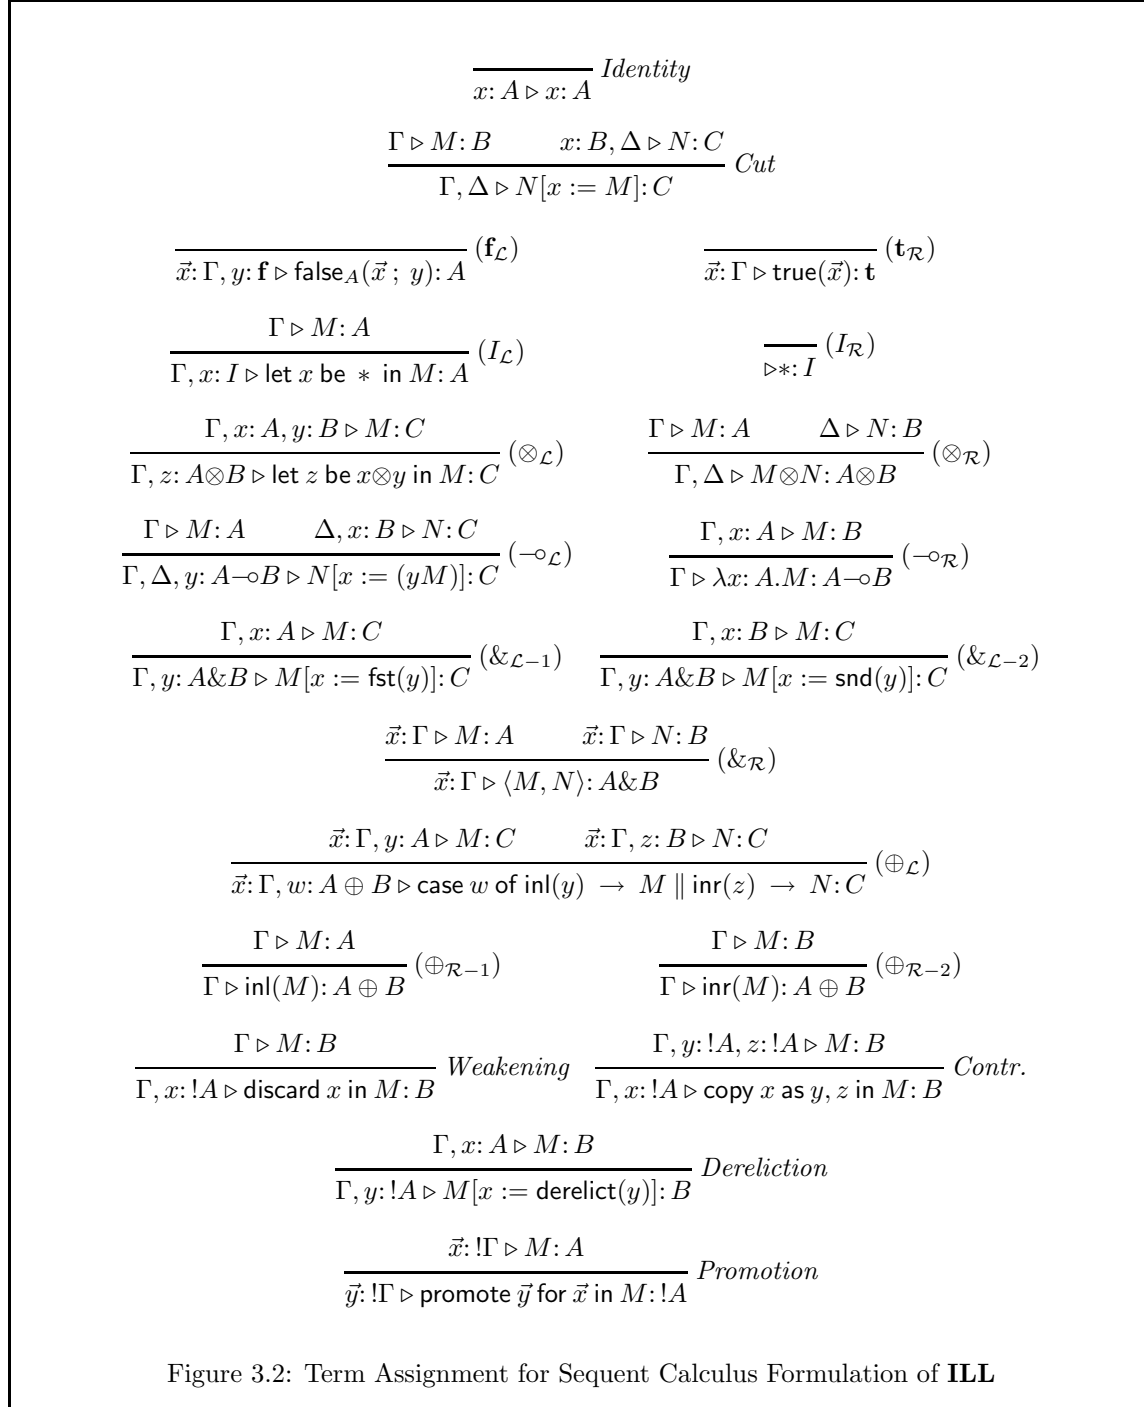 Identity
x: A ▷ x: A
Γ ▷ M: B x: B, Δ ▷ N: C
Cut
Γ, Δ ▷ N[x := M]: C
(f_ℒ) (t_ℛ)
x⃗: Γ, y: f ▷ false_A(x⃗ ; y): A x⃗: Γ ▷ true(x⃗): t
Γ ▷ M: A
(I_ℒ) (I_ℛ)
Γ, x: I ▷ let x be * in M: A ▷*: I
Γ, x: A, y: B ▷ M: C Γ ▷ M: A Δ ▷ N: B
(⊗_ℒ) (⊗_ℛ)
Γ, z: A⊗B ▷ let z be x⊗y in M: C Γ, Δ ▷ M⊗N: A⊗B
Γ ▷ M: A Δ, x: B ▷ N: C Γ, x: A ▷ M: B
(⊸_ℒ) (⊸_ℛ)
Γ, Δ, y: A⊸B ▷ N[x := (yM)]: C Γ ▷ λx: A.M: A⊸B
Γ, x: A ▷ M: C Γ, x: B ▷ M: C
(&_ℒ−1) (&_ℒ−2)
Γ, y: A&B ▷ M[x := fst(y)]: C Γ, y: A&B ▷ M[x := snd(y)]: C
x⃗: Γ ▷ M: A x⃗: Γ ▷ N: B
(&_ℛ)
x⃗: Γ ▷ ⟨M, N⟩: A&B
x⃗: Γ, y: A ▷ M: C x⃗: Γ, z: B ▷ N: C
(⊕_ℒ)
x⃗: Γ, w: A ⊕ B ▷ case w of inl(y) → M ∥ inr(z) → N: C
Γ ▷ M: A Γ ▷ M: B
(⊕_ℛ−1) (⊕_ℛ−2)
Γ ▷ inl(M): A ⊕ B Γ ▷ inr(M): A ⊕ B
Γ ▷ M: B Γ, y: !A, z: !A ▷ M: B
Weakening Contr.
Γ, x: !A ▷ discard x in M: B Γ, x: !A ▷ copy x as y, z in M: B
Γ, x: A ▷ M: B
Dereliction
Γ, y: !A ▷ M[x := derelict(y)]: B
x⃗: !Γ ▷ M: A
Promotion
y⃗: !Γ ▷ promote y⃗ for x⃗ in M: !A
Figure 3.2: Term Assignment for Sequent Calculus Formulation of ILL